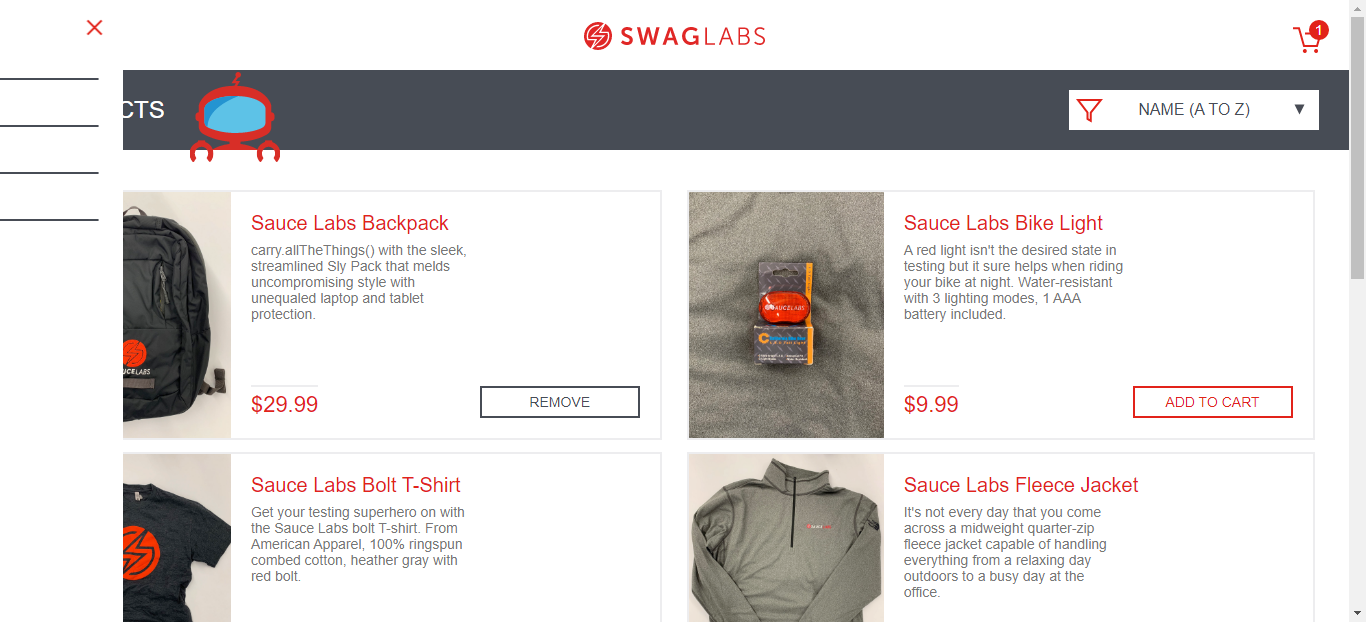 SWAGLABS
1
CTS
NAME (A TO Z)
Sauce Labs Backpack
carry.allTheThings() with the sleek,
streamlined Sly Pack that melds
uncompromising style with
unequaled laptop and tablet
protection.
$29.99
REMOVE
UCELABS
Sauce Labs Bike Light
A red light isn't the desired state in
testing but it sure helps when riding
your bike at night. Water-resistant
with 3 lighting modes, 1 AAA
battery included.
$9.99
ADD TO CART
SAUCELABS
Sauce Labs Bolt T-Shirt
Get your testing superhero on with
the Sauce Labs bolt T-shirt. From
American Apparel, 100% ringspun
combed cotton, heather gray with
red bolt.
Sauce Labs Fleece Jacket
It's not every day that you come
across a midweight quarter-zip
fleece jacket capable of handling
everything from a relaxing day
outdoors to a busy day at the
office.